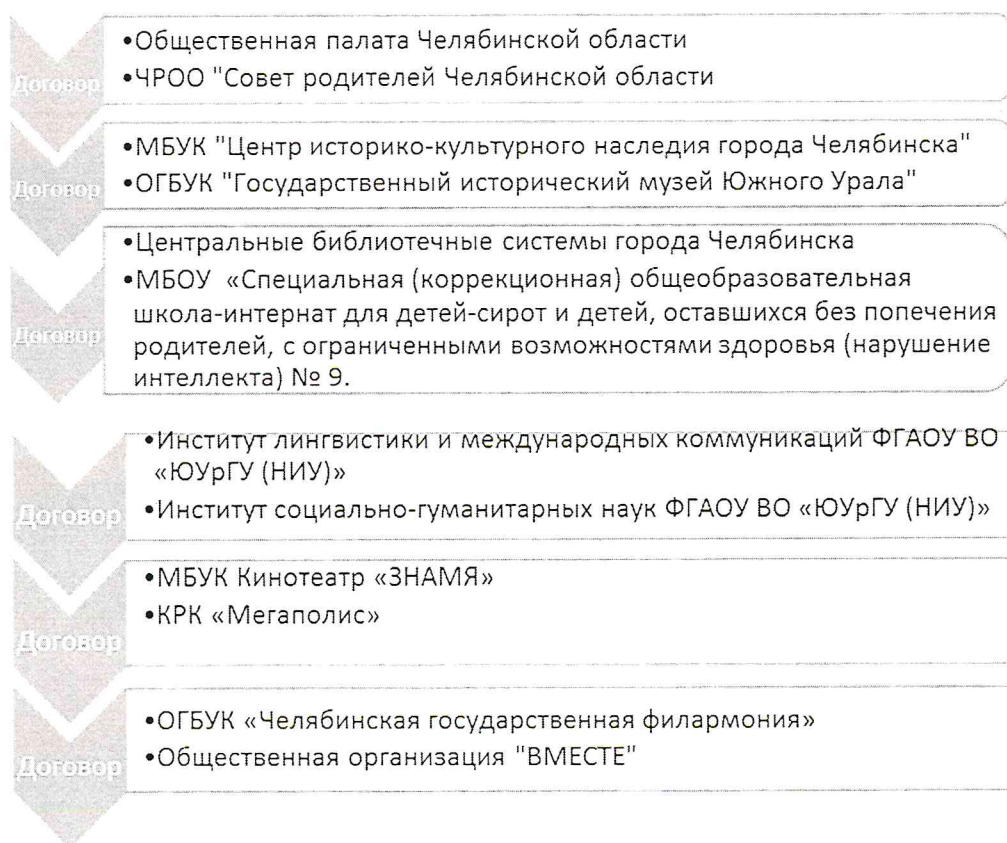 Договор
•Общественная палата Челябинской области
•ЧРОО "Совет родителей Челябинской области
Договор
•МБУК "Центр историко-культурного наследия города Челябинска"
•ОГБУК "Государственный исторический музей Южного Урала"
Договор
•Центральные библиотечные системы города Челябинска
•МБОУ «Специальная (коррекционная) общеобразовательная
школа-интернат для детей-сирот и детей, оставшихся без попечения
родителей, с ограниченными возможностями здоровья (нарушение
интеллекта) № 9.
Договор
•Институт лингвистики и международных коммуникаций ФГАОУ ВО
«ЮУрГУ (НИУ)»
•Институт социально-гуманитарных наук ФГАОУ ВО «ЮУрГУ (НИУ)»
Договор
•МБУК Кинотеатр «ЗНАМЯ»
•КРК «Мегаполис»
Договор
•ОГБУК «Челябинская государственная филармония»
•Общественная организация "ВМЕСТЕ"